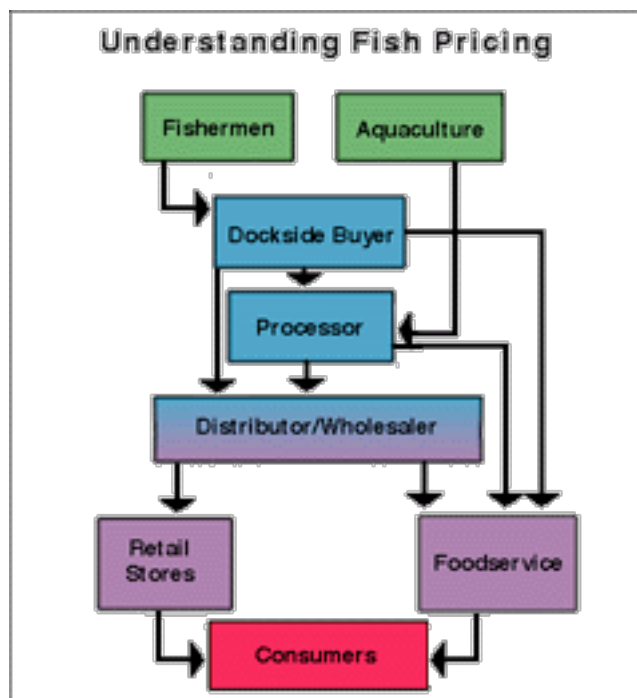 Understanding Fish Pricing
Fishermen
Aquaculture
Dockside Buyer
Processor
Distributor/Wholesaler
Retail
Stores
Foodservice
Consumers